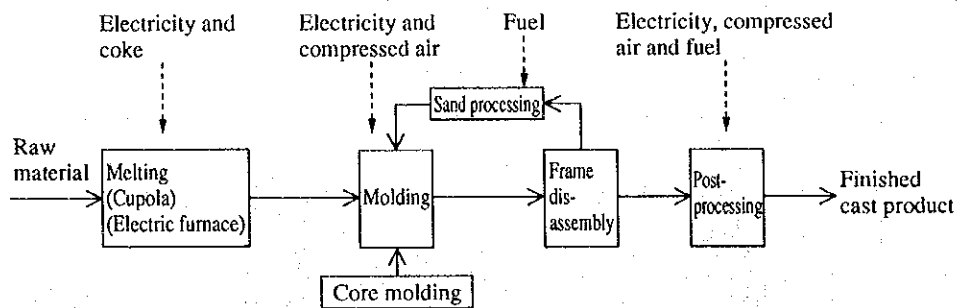 Electricity and
coke
Electricity and
compressed air
Fuel
Electricity, compressed
air and fuel
Sand processing
Raw
material
Melting
(Cupola)
(Electric furnace)
Molding
Frame
dis-
assembly
Post-
processing
Finished
cast product
Core molding